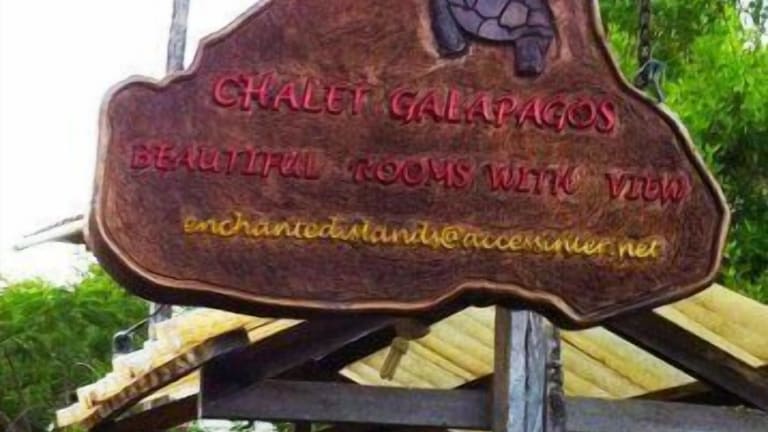 CHALET GALAPAGOS
BEAUTIFUL ROOMS WITH VIEW
enchantedislands@accessinter.net